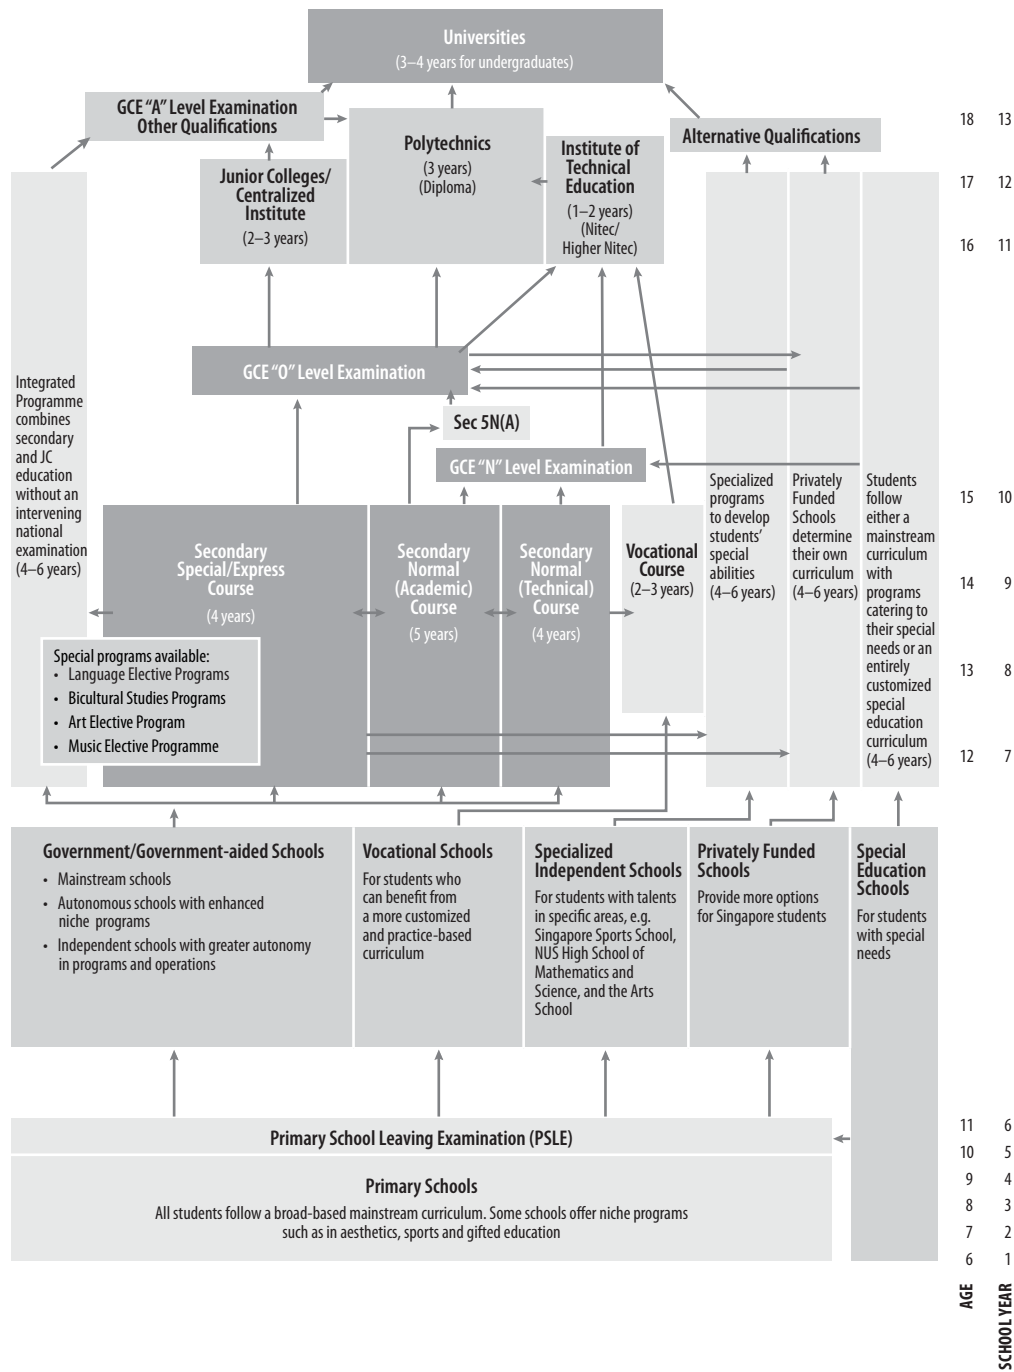 Universities
(3–4 years for undergraduates)
GCE “A” Level Examination
Other Qualifications
Polytechnics
(3 years)
(Diploma)
Institute of
Technical
Education
(1–2 years)
(Nitec/
Higher Nitec)
Alternative Qualifications
18 13
Junior Colleges/
Centralized
Institute
(2–3 years)
17 12
16 11
GCE “O” Level Examination
Integrated
Programme
combines
secondary
and JC
education
without an
intervening
national
examination
(4–6 years)
Sec 5N(A)
GCE “N” Level Examination
Secondary
Special/Express
Course
(4 years)
Secondary
Normal
(Academic)
Course
(5 years)
Secondary
Normal
(Technical)
Course
(4 years)
Vocational
Course
(2–3 years)
Specialized
programs
to develop
students’
special
abilities
(4–6 years)
Privately
Funded
Schools
determine
their own
curriculum
(4–6 years)
Students
follow
either a
mainstream
curriculum
with
programs
catering to
their special
needs or an
entirely
customized
special
education
curriculum
(4–6 years)
15 10
14 9
13 8
12 7
Special programs available:
• Language Elective Programs
• Bicultural Studies Programs
• Art Elective Program
• Music Elective Programme
Government/Government-aided Schools
• Mainstream schools
• Autonomous schools with enhanced
niche programs
• Independent schools with greater autonomy
in programs and operations
Vocational Schools
For students who
can benefit from
a more customized
and practice-based
curriculum
Specialized
Independent Schools
For students with talents
in specific areas, e.g.
Singapore Sports School,
NUS High School of
Mathematics and
Science, and the Arts
School
Privately Funded
Schools
Provide more options
for Singapore students
Special
Education
Schools
For students
with special
needs
Primary School Leaving Examination (PSLE)
Primary Schools
All students follow a broad-based mainstream curriculum. Some schools offer niche programs
such as in aesthetics, sports and gifted education
11 6
10 5
9 4
8 3
7 2
6 1
AGE
SCHOOL YEAR